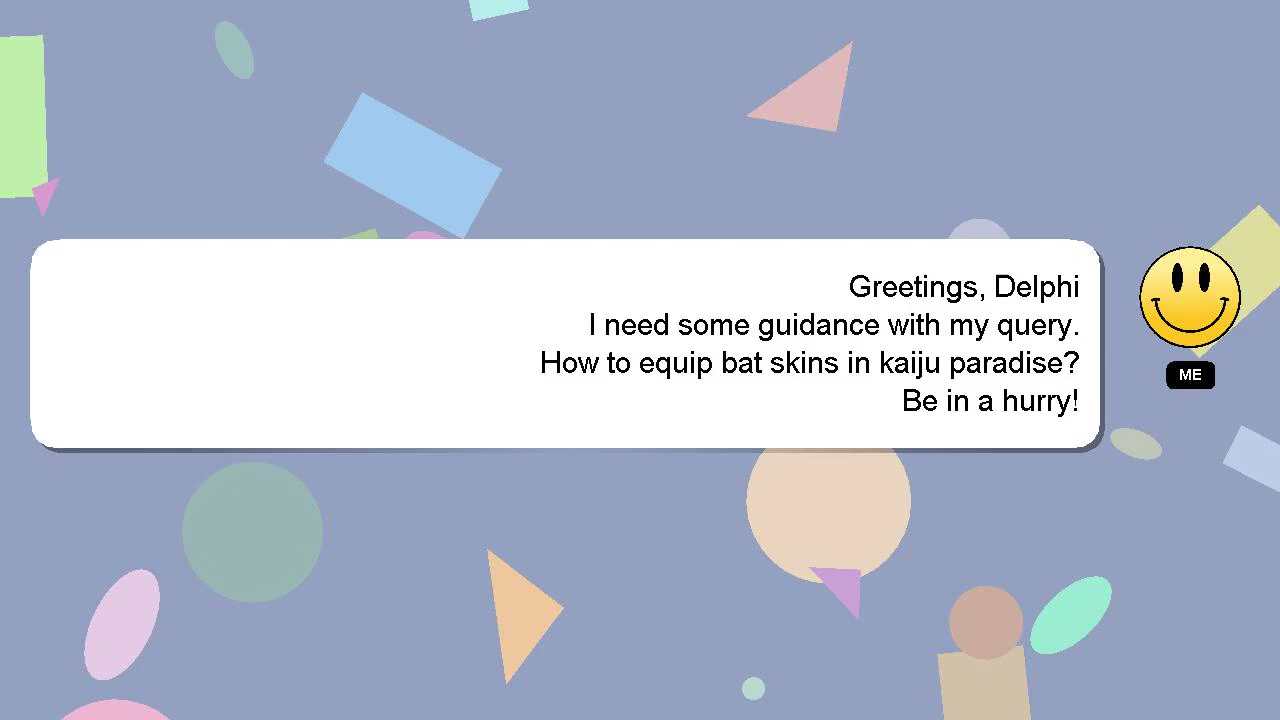 Greetings, Delphi
I need some guidance with my query.
How to equip bat skins in kaiju paradise?
Be in a hurry!
ME